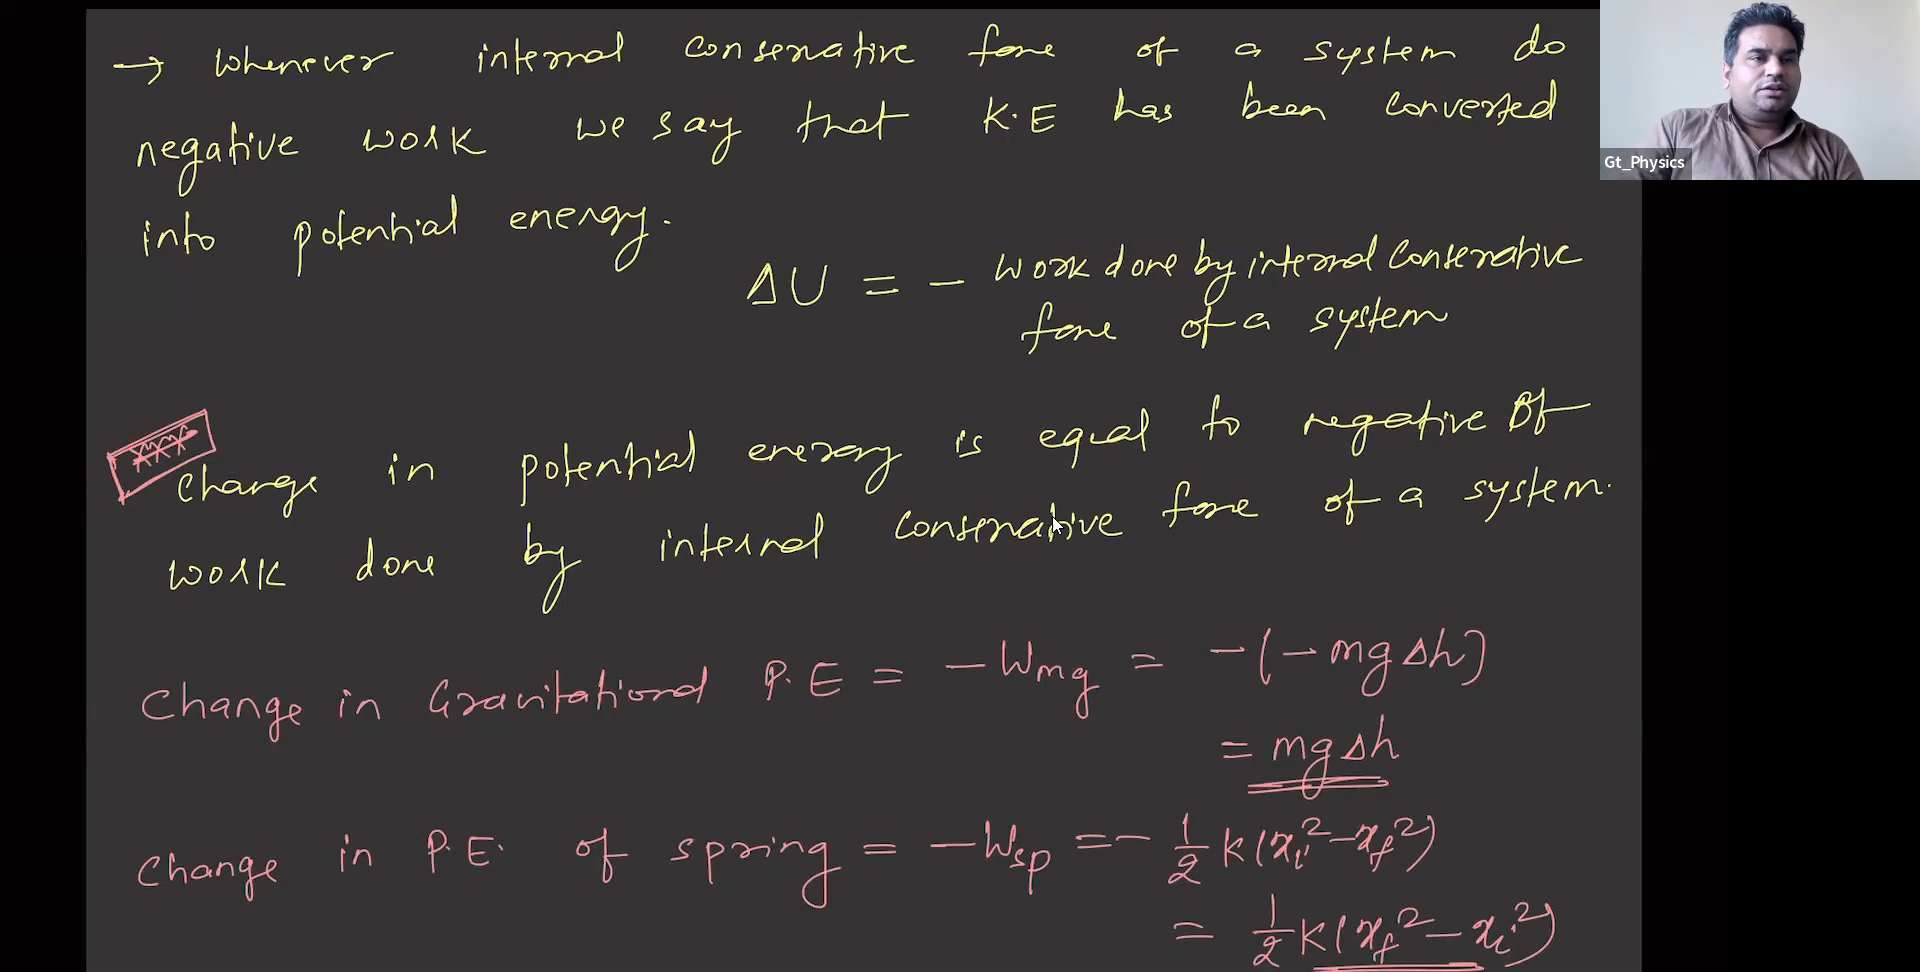 → Whenever internal conservative force of a system do
negative work we say that K.E has been converted
into potential energy.
Gt_Physics
ΔU = - work done by internal conservative
force of a system
***
change in potential energy is equal to negative of
work done by internal conservative force of a system.
Change in Gravitational P.E = -Wmg = -(-mgΔh)
= mgΔh
Change in P.E. of spring = -Wsp = - 1/2 k(xi² - xf²)
= 1/2 k(xf² - xi²)